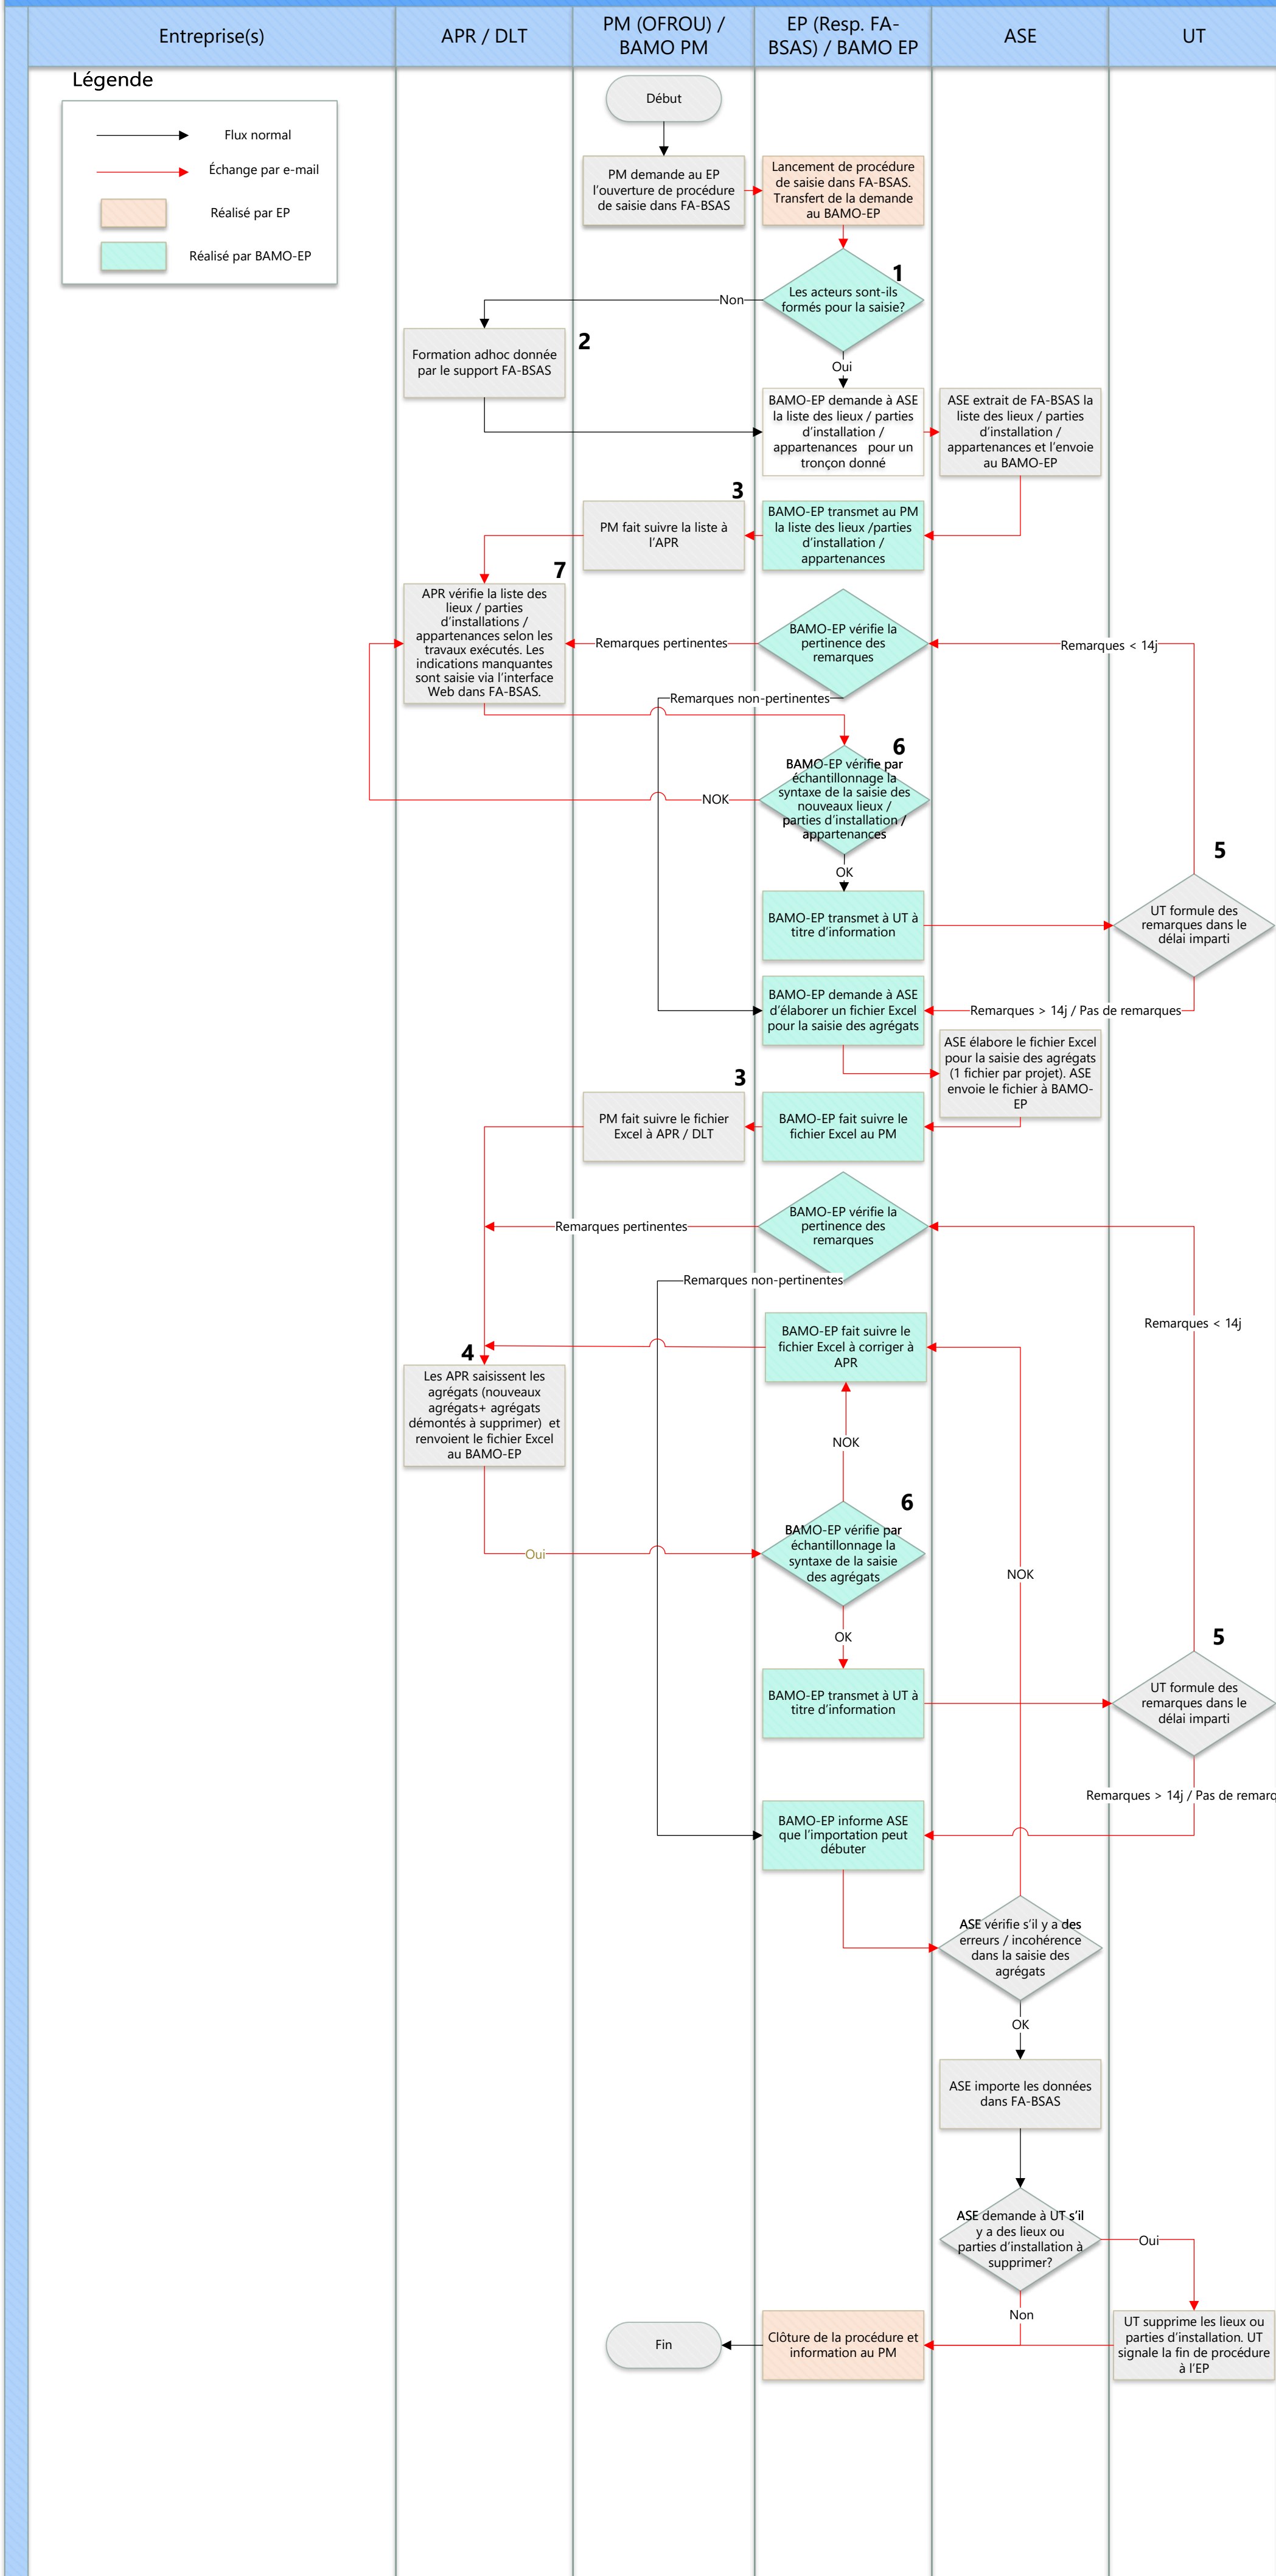 Entreprise(s)
APR / DLT
PM (OFROU) /
BAMO PM
EP (Resp. FA-
BSAS) / BAMO EP
ASE
UT
Légende
Flux normal
Échange par e-mail
Réalisé par EP
Réalisé par BAMO-EP
Début
PM demande au EP
l'ouverture de procédure
de saisie dans FA-BSAS
Lancement de procédure
de saisie dans FA-BSAS.
Transfert de la demande
au BAMO-EP
1
Les acteurs sont-ils
formés pour la saisie?
Non
Oui
2
Formation adhoc donnée
par le support FA-BSAS
BAMO-EP demande à ASE
la liste des lieux / parties
d'installation /
appartenances pour un
tronçon donné
ASE extrait de FA-BSAS la
liste des lieux / parties
d'installation /
appartenances et l'envoie
au BAMO-EP
3
PM fait suivre la liste à
l'APR
BAMO-EP transmet au PM
la liste des lieux /parties
d'installation /
appartenances
7
APR vérifie la liste des
lieux / parties
d'installations /
appartenances selon les
travaux exécutés. Les
indications manquantes
sont saisie via l'interface
Web dans FA-BSAS.
Remarques pertinentes
BAMO-EP vérifie la
pertinence des
remarques
Remarques < 14j
Remarques non-pertinentes
6
BAMO-EP vérifie par
échantillonnage la
syntaxe de la saisie des
nouveaux lieux /
parties d'installation /
appartenances
NOK
OK
5
UT formule des
remarques dans le
délai imparti
BAMO-EP transmet à UT à
titre d'information
BAMO-EP demande à ASE
d'élaborer un fichier Excel
pour la saisie des agrégats
Remarques > 14j / Pas de remarques
ASE élabore le fichier Excel
pour la saisie des agrégats
(1 fichier par projet). ASE
envoie le fichier à BAMO-
EP
3
PM fait suivre le fichier
Excel à APR / DLT
BAMO-EP fait suivre le
fichier Excel au PM
Remarques pertinentes
BAMO-EP vérifie la
pertinence des
remarques
Remarques non-pertinentes
Remarques < 14j
BAMO-EP fait suivre le
fichier Excel à corriger à
APR
4
Les APR saisissent les
agrégats (nouveaux
agrégats+ agrégats
démontés à supprimer) et
renvoient le fichier Excel
au BAMO-EP
NOK
6
BAMO-EP vérifie par
échantillonnage la
syntaxe de la saisie
des agrégats
Oui
NOK
OK
5
UT formule des
remarques dans le
délai imparti
BAMO-EP transmet à UT à
titre d'information
Remarques > 14j / Pas de remarq
BAMO-EP informe ASE
que l'importation peut
débuter
ASE vérifie s'il y a des
erreurs / incohérence
dans la saisie des
agrégats
OK
ASE importe les données
dans FA-BSAS
ASE demande à UT s'il
y a des lieux ou
parties d'installation à
supprimer?
Oui
Non
Fin
Clôture de la procédure et
information au PM
UT supprime les lieux ou
parties d'installation. UT
signale la fin de procédure
à l'EP